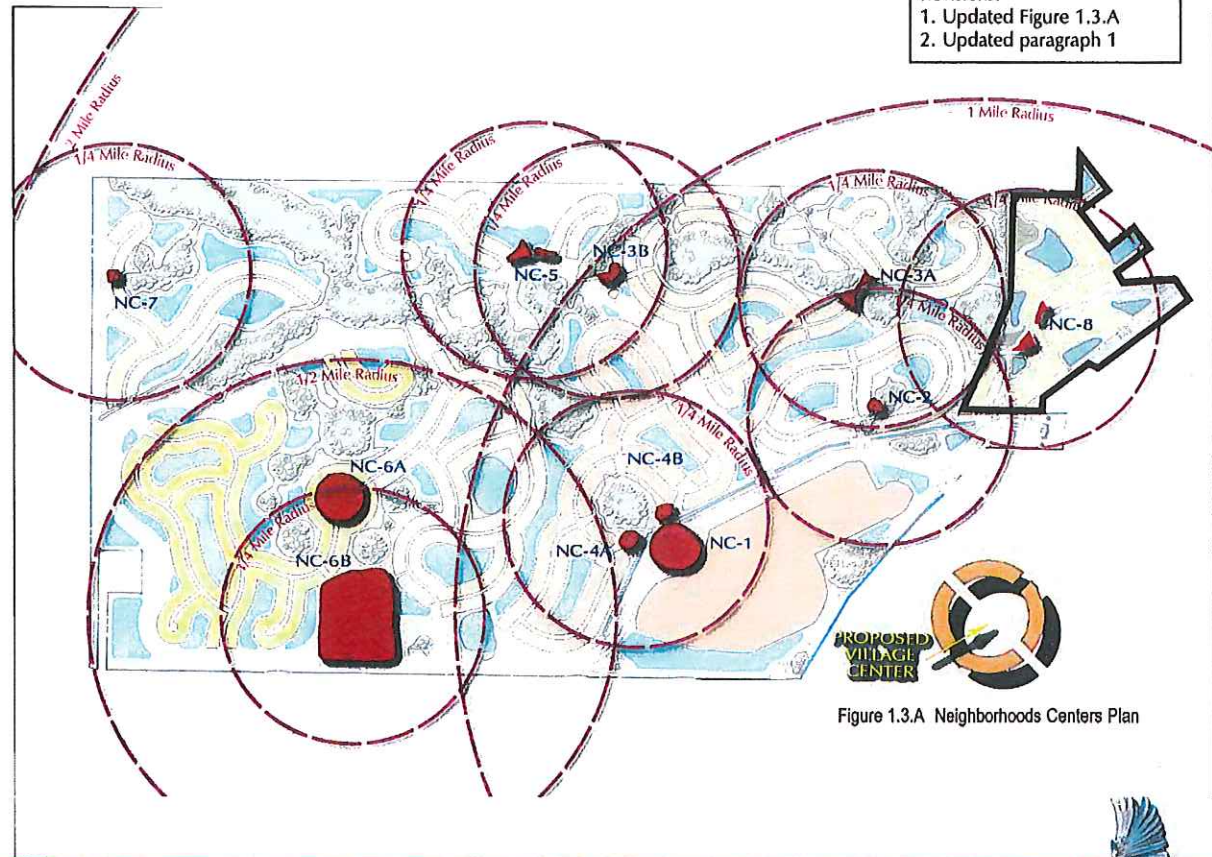 1. Updated Figure 1.3.A
2. Updated paragraph 1
2 Mile Radius
1 Mile Radius
1/4 Mile Radius
1/4 Mile Radius
1/4 Mile Radius
1/4 Mile Radius
1/4 Mile Radius
NC-3B
NC-5
NC-3A
NC-7
1/4 Mile Radius
NC-8
1/2 Mile Radius
NC-2
1/4 Mile Radius
NC-4B
NC-6A
1/4 Mile Radius
NC-4A
NC-1
NC-6B
PROPOSED
VILLAGE
CENTER
Figure 1.3.A Neighborhoods Centers Plan